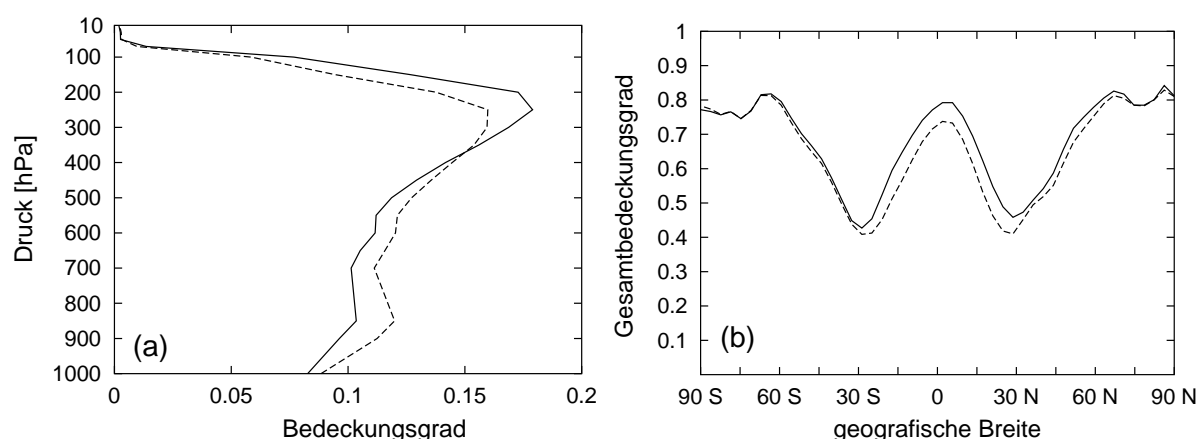 10
100
200
300
400
500
600
700
800
900
1000
Druck [hPa]
(a)
0
0.05
0.1
0.15
0.2
Bedeckungsgrad
1
0.9
0.8
0.7
0.6
0.5
0.4
0.3
0.2
0.1
Gesamtbedeckungsgrad
(b)
90 S
60 S
30 S
0
30 N
60 N
90 N
geografische Breite